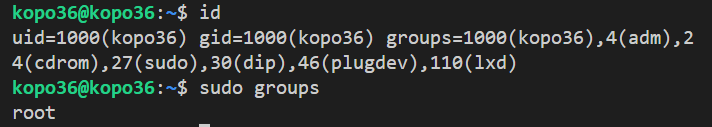 kopo36@kopo36:~$ id
uid=1000(kopo36) gid=1000(kopo36) groups=1000(kopo36),4(adm),2
4(cdrom),27(sudo),30(dip),46(plugdev),110(lxd)
kopo36@kopo36:~$ sudo groups
root